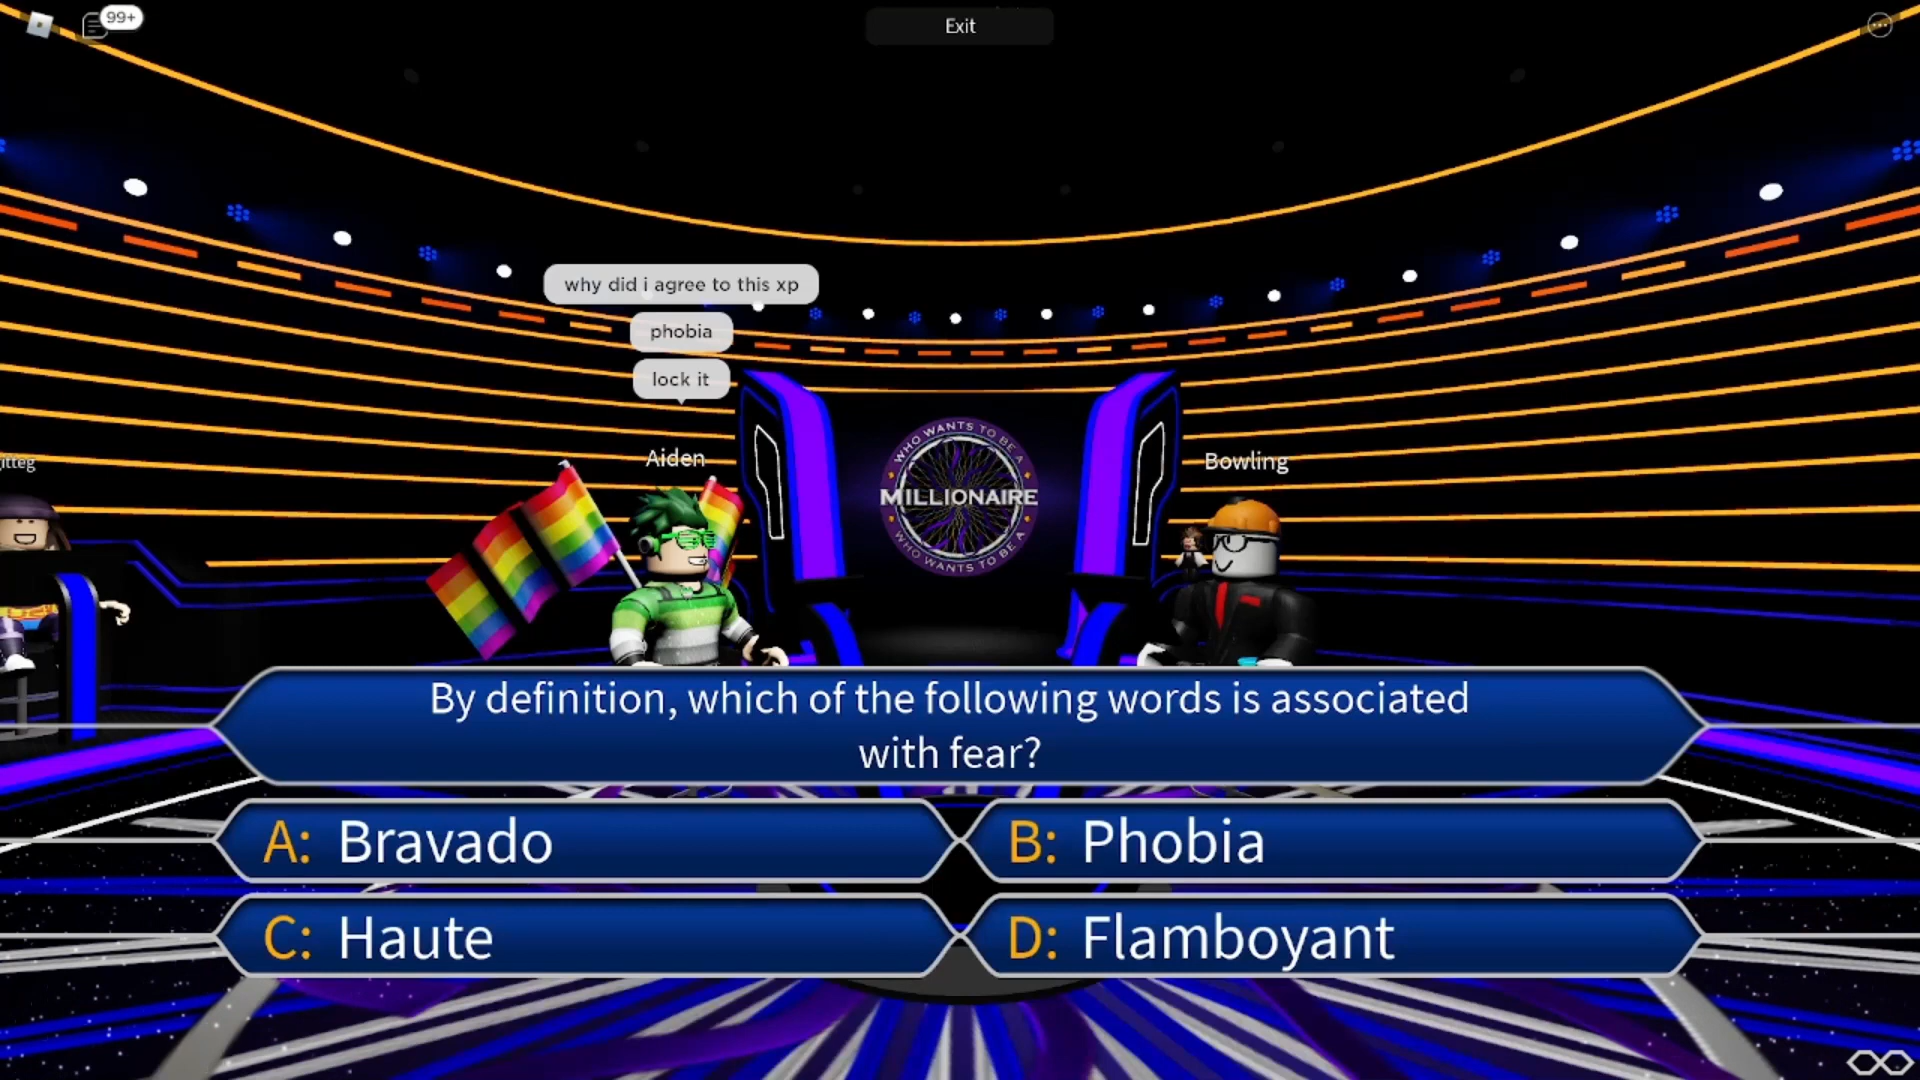 99+
Exit
why did i agree to this xp
phobia
lock it
Aiden
Bowling
itteg
WHO WANTS TO BE A
MILLIONAIRE
WHO WANTS TO BE A
By definition, which of the following words is associated
with fear?
A: Bravado
B: Phobia
C: Haute
D: Flamboyant